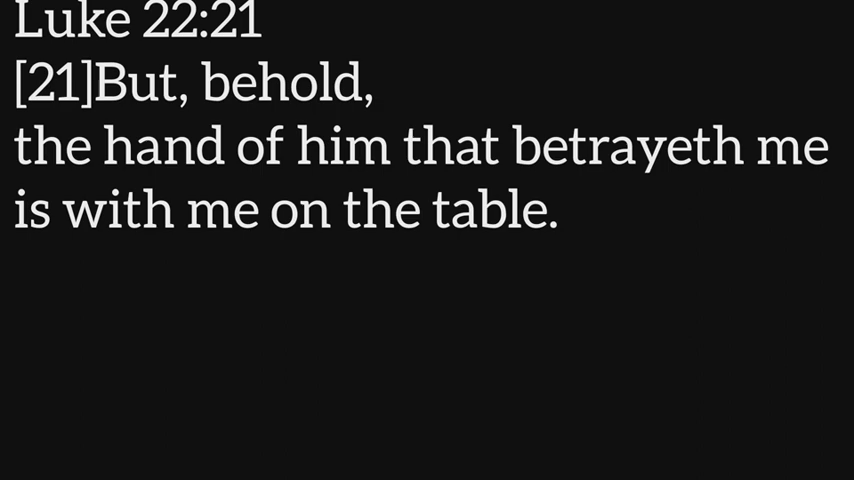 Luke 22:21
[21]But, behold,
the hand of him that betrayeth me
is with me on the table.